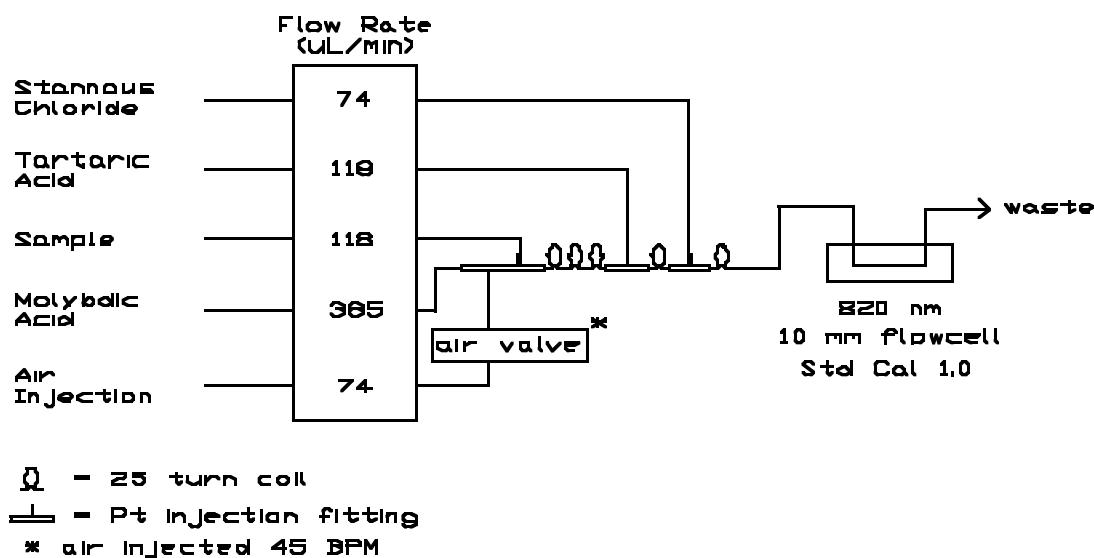 Flow Rate
(uL/min)
Stannous
Chloride
74
Tartaric
Acid
118
Sample
118
waste
Molybdic
Acid
385
*
air valve
820 nm
10 mm flowcell
Std Cal 1.0
Air
Injection
74
= 25 turn coil
= Pt injection fitting
* air injected 45 BPM